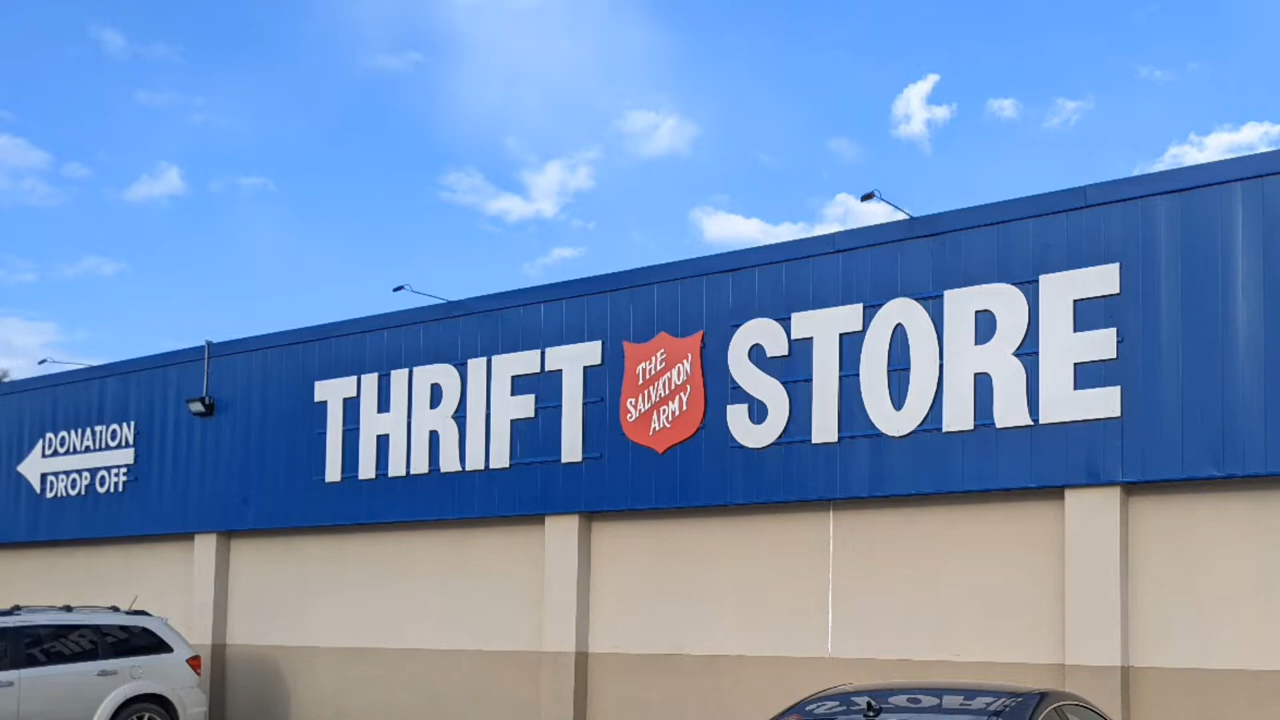 DONATION
DROP OFF
THRIFT
THE
SALVATION
ARMY
STORE